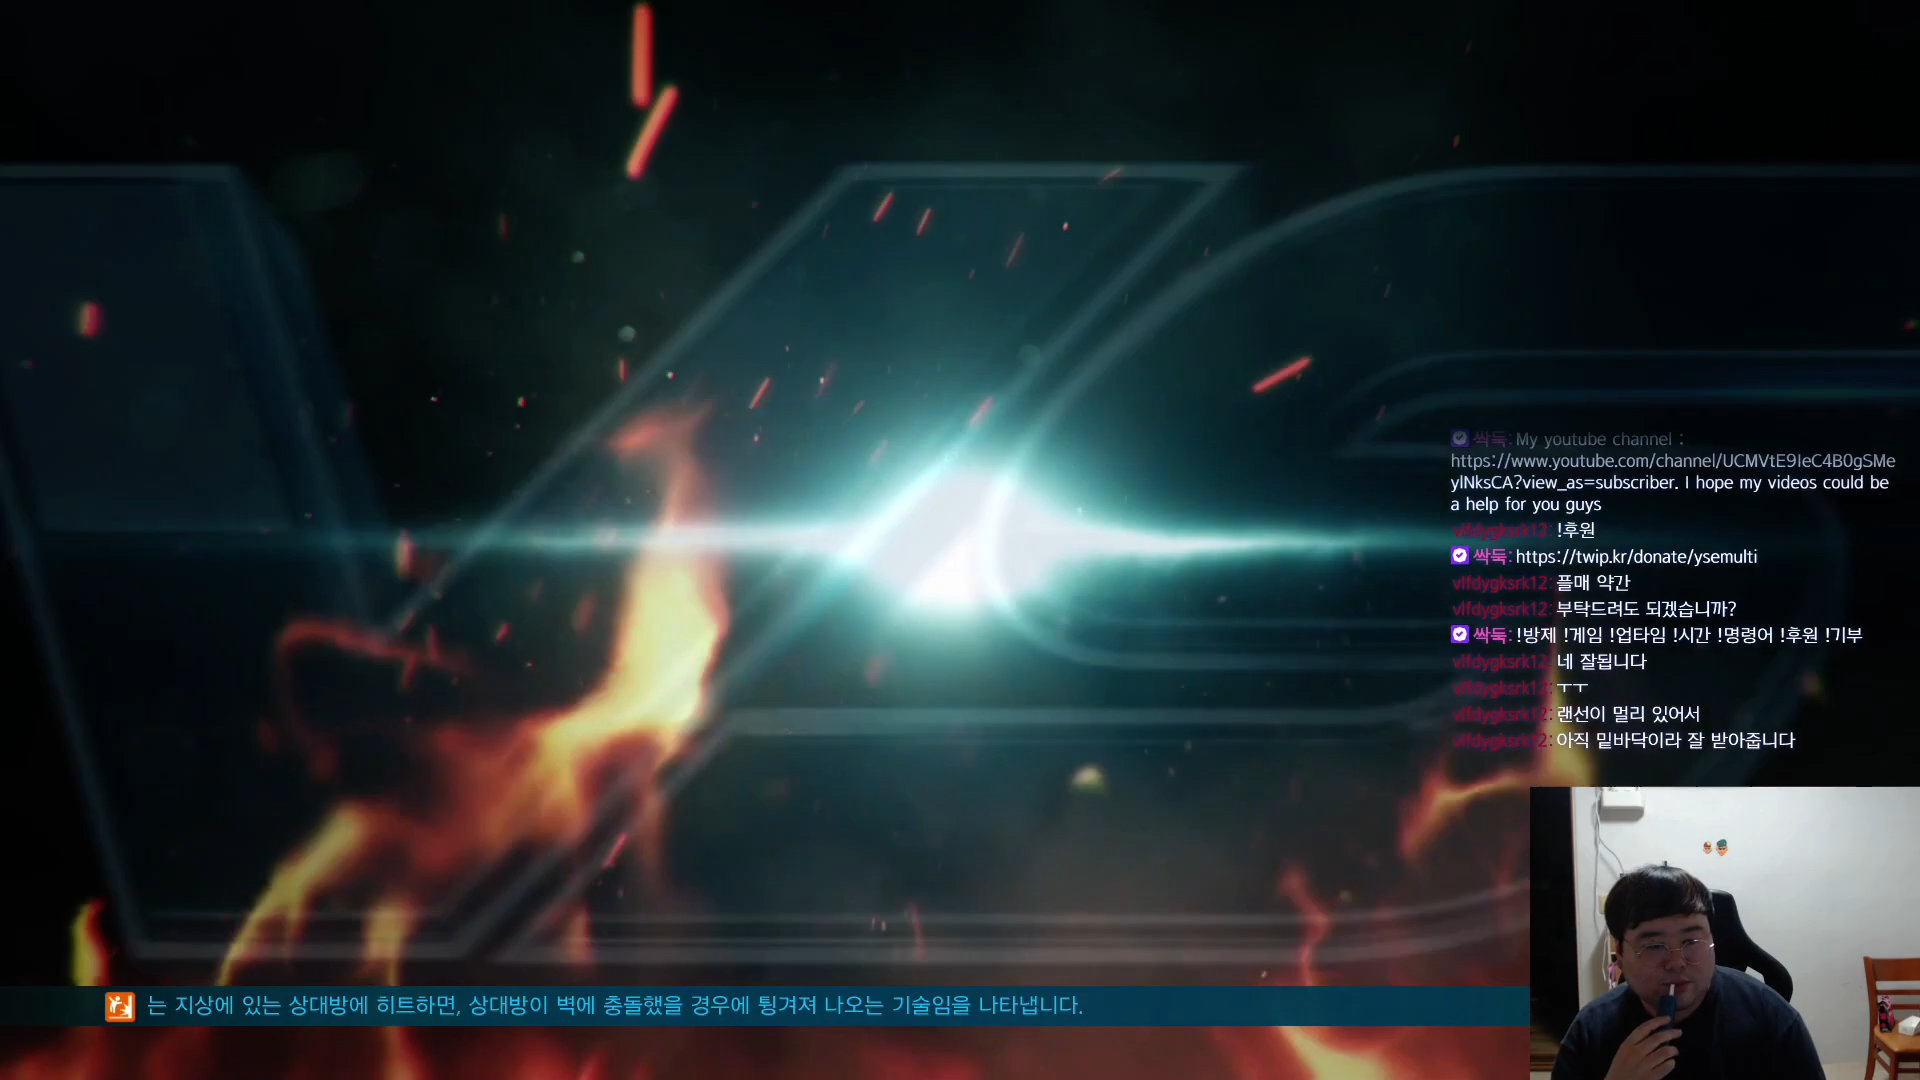 싹둑: My youtube channel :
https://www.youtube.com/channel/UCMVtE9IeC4B0gSMe
ylNksCA?view_as=subscriber. I hope my videos could be
a help for you guys
vlfdygksrk12: !후원
싹둑: https://twip.kr/donate/ysemulti
vlfdygksrk12: 플매 약간
vlfdygksrk12: 부탁드려도 되겠습니까?
싹둑: !방제 !게임 !업타임 !시간 !명령어 !후원 !기부
vlfdygksrk12: 네 잘됩니다
vlfdygksrk12: ㅜㅜ
vlfdygksrk12: 랜선이 멀리 있어서
vlfdygksrk12: 아직 밑바닥이라 잘 받아줍니다
는 지상에 있는 상대방에 히트하면, 상대방이 벽에 충돌했을 경우에 튕겨져 나오는 기술임을 나타냅니다.